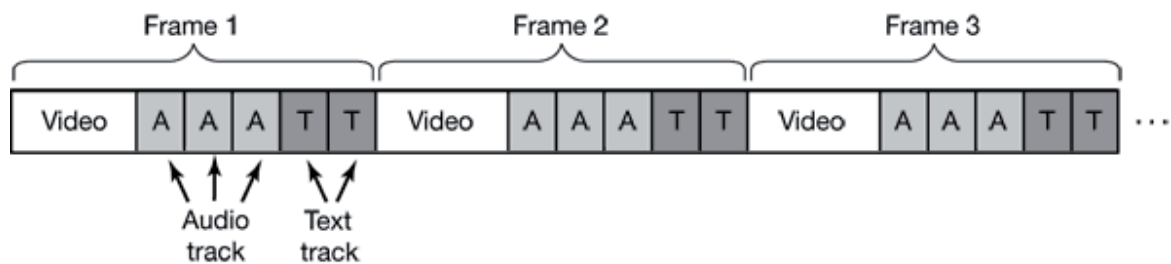 Frame 1 Frame 2 Frame 3
Video A A A T T Video A A A T T Video A A A T T ...
Audio Text
track track